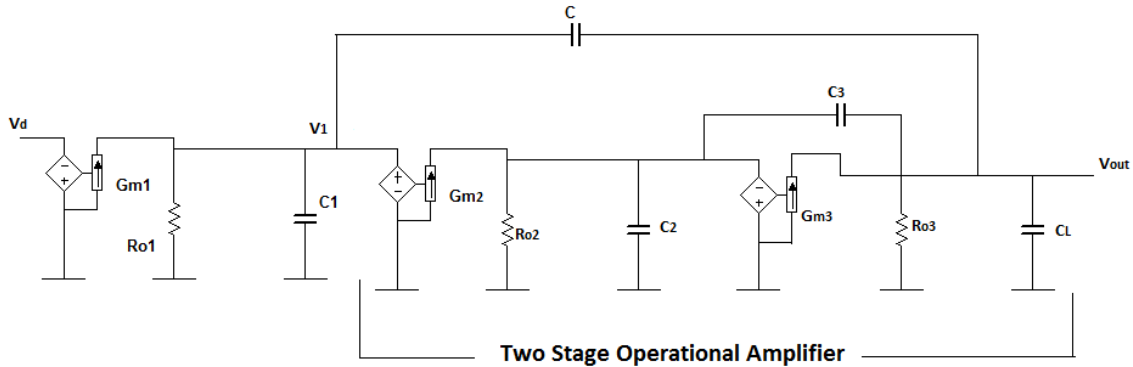 C
C3
Vd
V1
Vout
Gm1
Gm2
Gm3
C1
Ro1
Ro2
C2
Ro3
CL
Two Stage Operational Amplifier